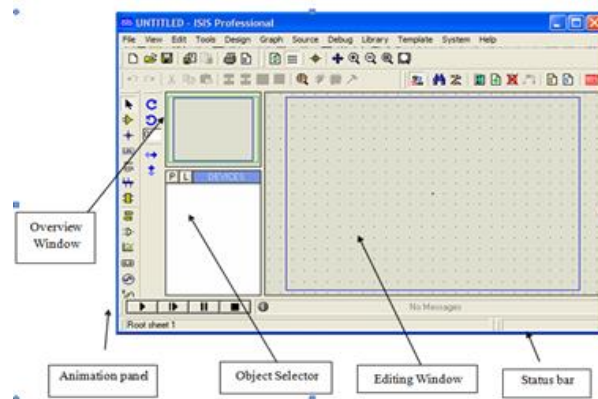 UNTITLED - ISIS Professional
File View Edit Tools Design Graph Source Debug Library Template System Help
P L DEVICES
Overview
Window
No Messages
Root sheet 1
Animation panel
Object Selector
Editing Window
Status bar